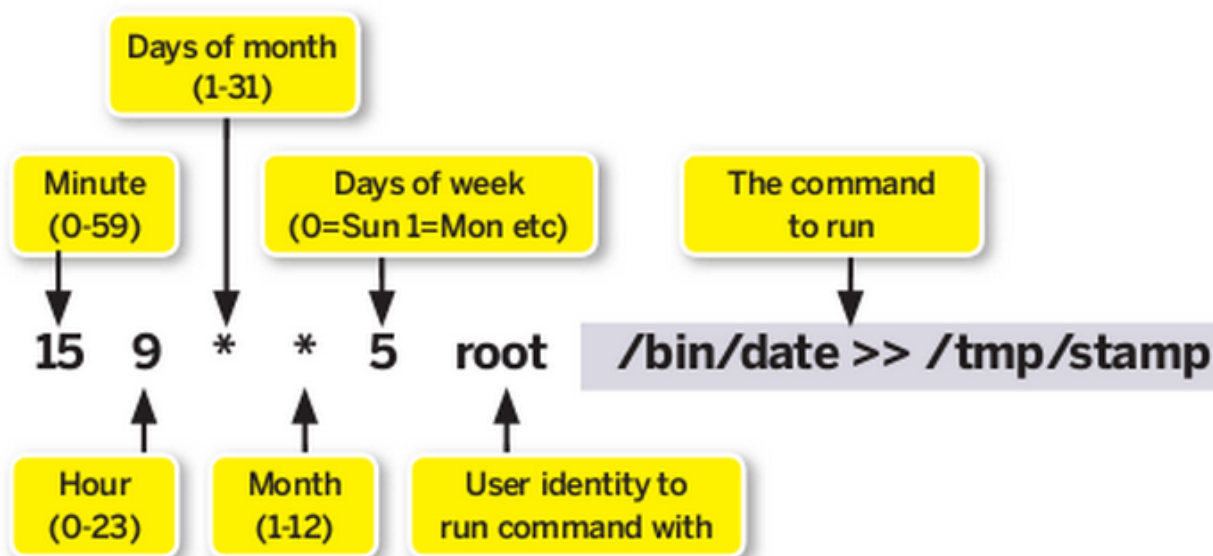 Days of month
(1-31)
Minute
(0-59)
Days of week
(0=Sun 1=Mon etc)
The command
to run
15 9 * * 5 root /bin/date >> /tmp/stamp
Hour
(0-23)
Month
(1-12)
User identity to
run command with